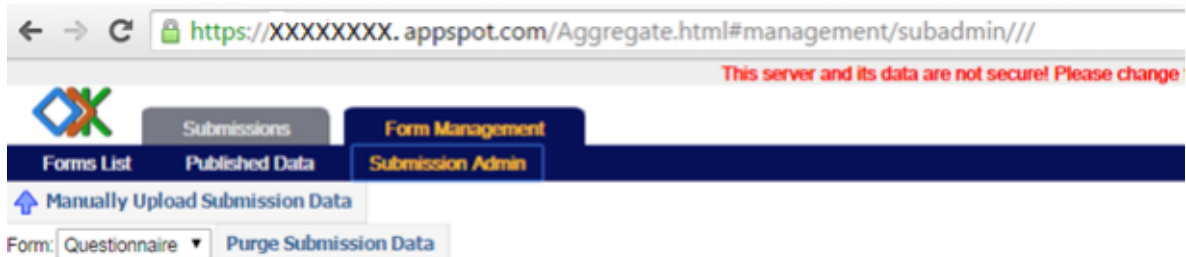 https://XXXXXXXX.appspot.com/Aggregate.html#management/subadmin///
This server and its data are not secure! Please change
Submissions Form Management
Forms List Published Data Submission Admin
Manually Upload Submission Data
Form: Questionnaire Purge Submission Data